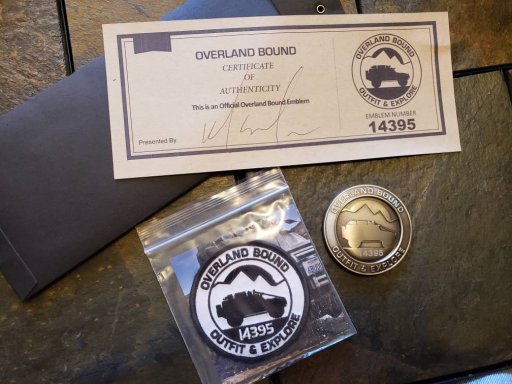 OVERLAND BOUND
CERTIFICATE
OF
AUTHENTICITY
This is an Official Overland Bound Emblem
Presented By:
OVERLAND BOUND
OUTFIT & EXPLORE
EMBLEM NUMBER
14395
OVERLAND BOUND
14395
OUTFIT & EXPLORE
OVERLAND BOUND
14395
OUTFIT & EXPLORE